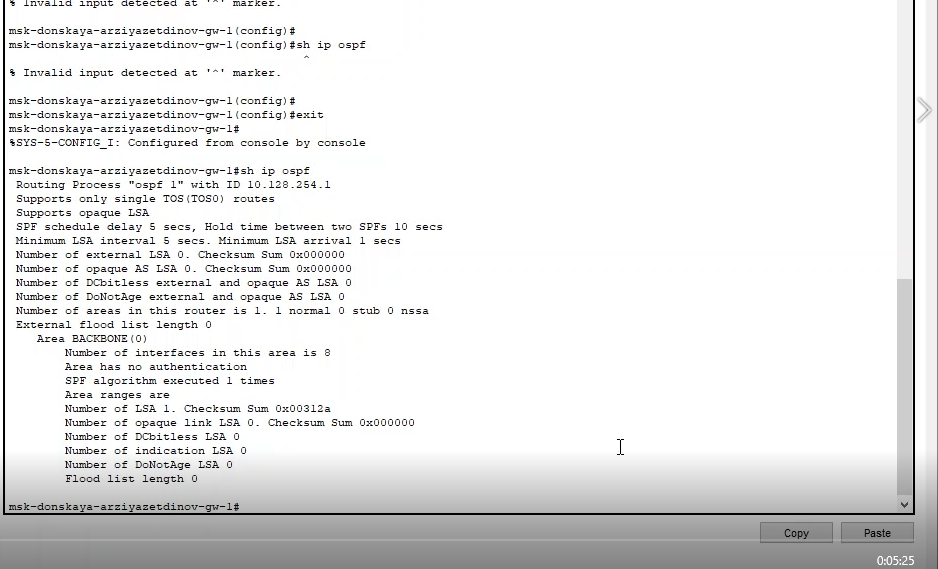 % Invalid input detected at '^' marker.
msk-donskaya-arziyazetdinov-gw-1(config)#
msk-donskaya-arziyazetdinov-gw-1(config)#sh ip ospf
^
% Invalid input detected at '^' marker.
msk-donskaya-arziyazetdinov-gw-1(config)#
msk-donskaya-arziyazetdinov-gw-1(config)#exit
msk-donskaya-arziyazetdinov-gw-1#
%SYS-5-CONFIG_I: Configured from console by console
msk-donskaya-arziyazetdinov-gw-1#sh ip ospf
Routing Process "ospf 1" with ID 10.128.254.1
Supports only single TOS(TOS0) routes
Supports opaque LSA
SPF schedule delay 5 secs, Hold time between two SPFs 10 secs
Minimum LSA interval 5 secs. Minimum LSA arrival 1 secs
Number of external LSA 0. Checksum Sum 0x000000
Number of opaque AS LSA 0. Checksum Sum 0x000000
Number of DCbitless external and opaque AS LSA 0
Number of DoNotAge external and opaque AS LSA 0
Number of areas in this router is 1. 1 normal 0 stub 0 nssa
External flood list length 0
Area BACKBONE(0)
Number of interfaces in this area is 8
Area has no authentication
SPF algorithm executed 1 times
Area ranges are
Number of LSA 1. Checksum Sum 0x00312a
Number of opaque link LSA 0. Checksum Sum 0x000000
Number of DCbitless LSA 0
Number of indication LSA 0
Number of DoNotAge LSA 0
Flood list length 0
msk-donskaya-arziyazetdinov-gw-1#
Copy Paste
0:05:25